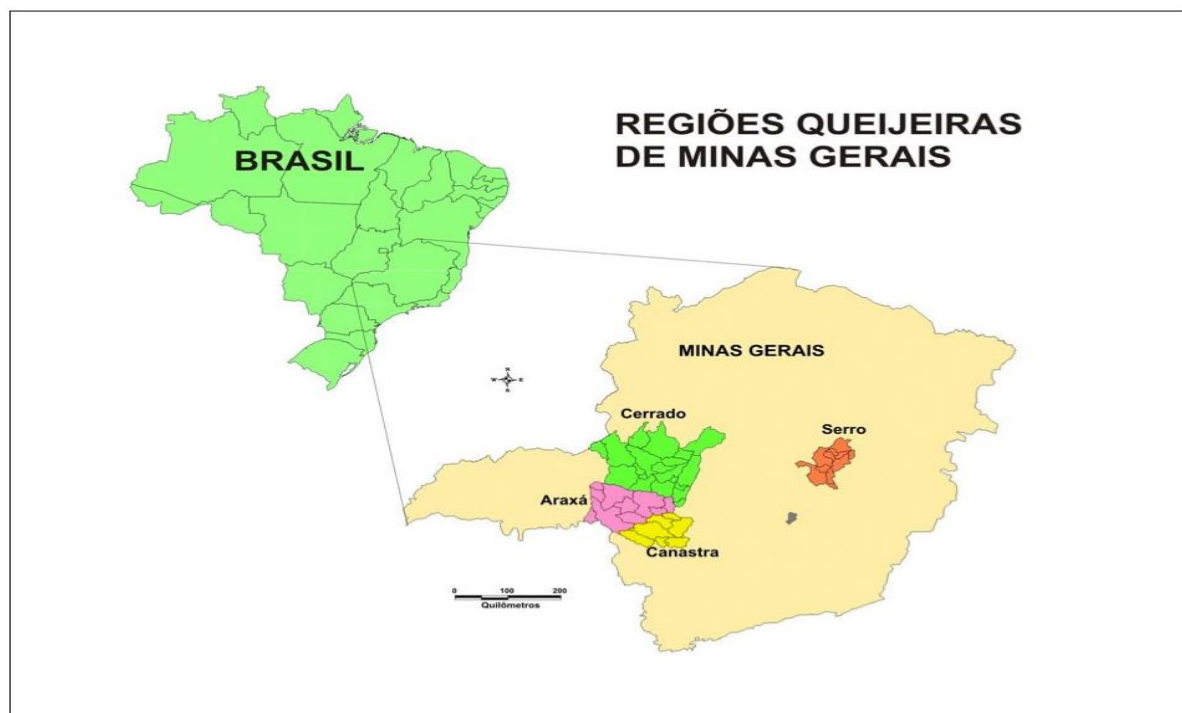 REGIÕES QUEIJEIRAS
DE MINAS GERAIS
BRASIL
MINAS GERAIS
N
W E
S
Cerrado
Serro
Araxá
Canastra
0 100 200
Quilômetros